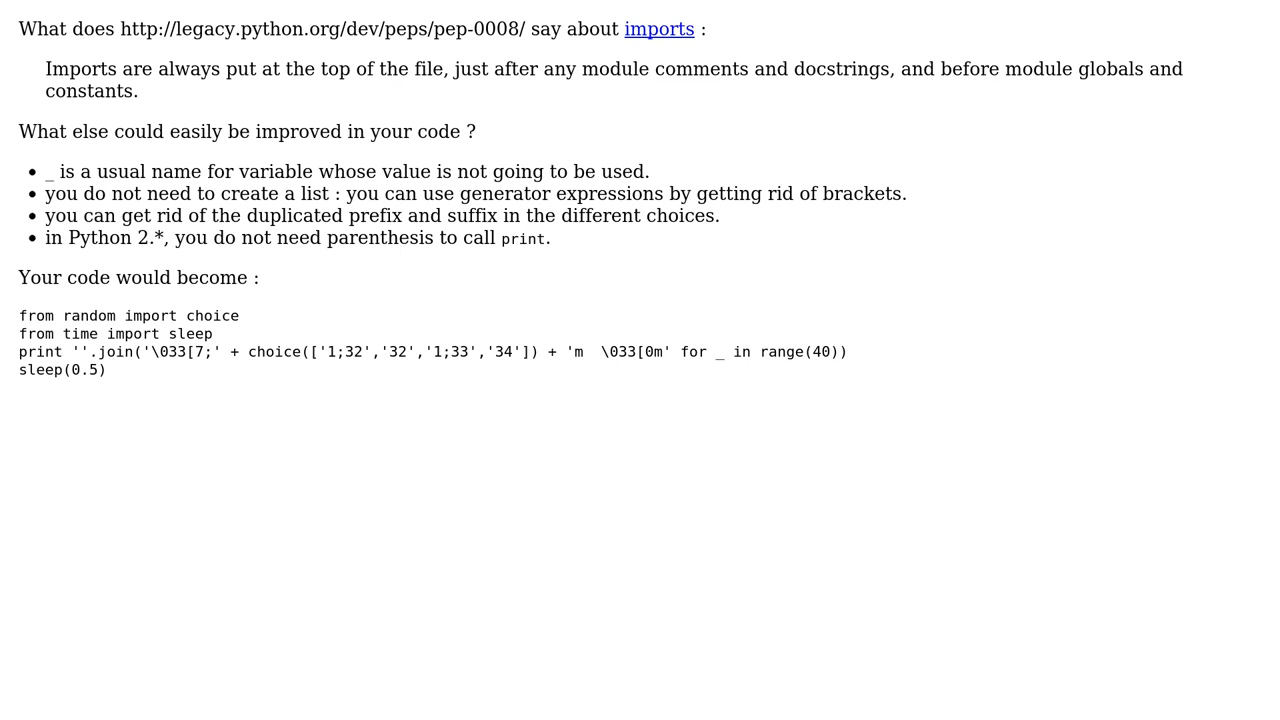 What does http://legacy.python.org/dev/peps/pep-0008/ say about imports :
Imports are always put at the top of the file, just after any module comments and docstrings, and before module globals and
constants.
What else could easily be improved in your code ?
• _ is a usual name for variable whose value is not going to be used.
• you do not need to create a list : you can use generator expressions by getting rid of brackets.
• you can get rid of the duplicated prefix and suffix in the different choices.
• in Python 2.*, you do not need parenthesis to call print.
Your code would become :
from random import choice
from time import sleep
print ''.join('\033[7;' + choice(['1;32','32','1;33','34']) + 'm  \033[0m' for _ in range(40))
sleep(0.5)